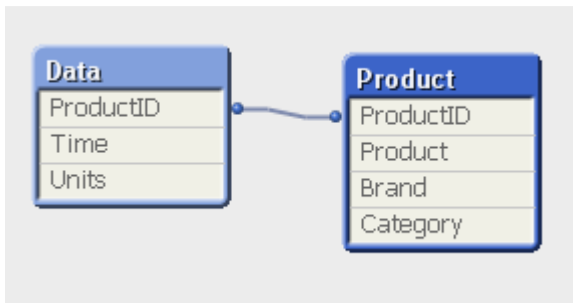 Data
ProductID
Time
Units
Product
ProductID
Product
Brand
Category